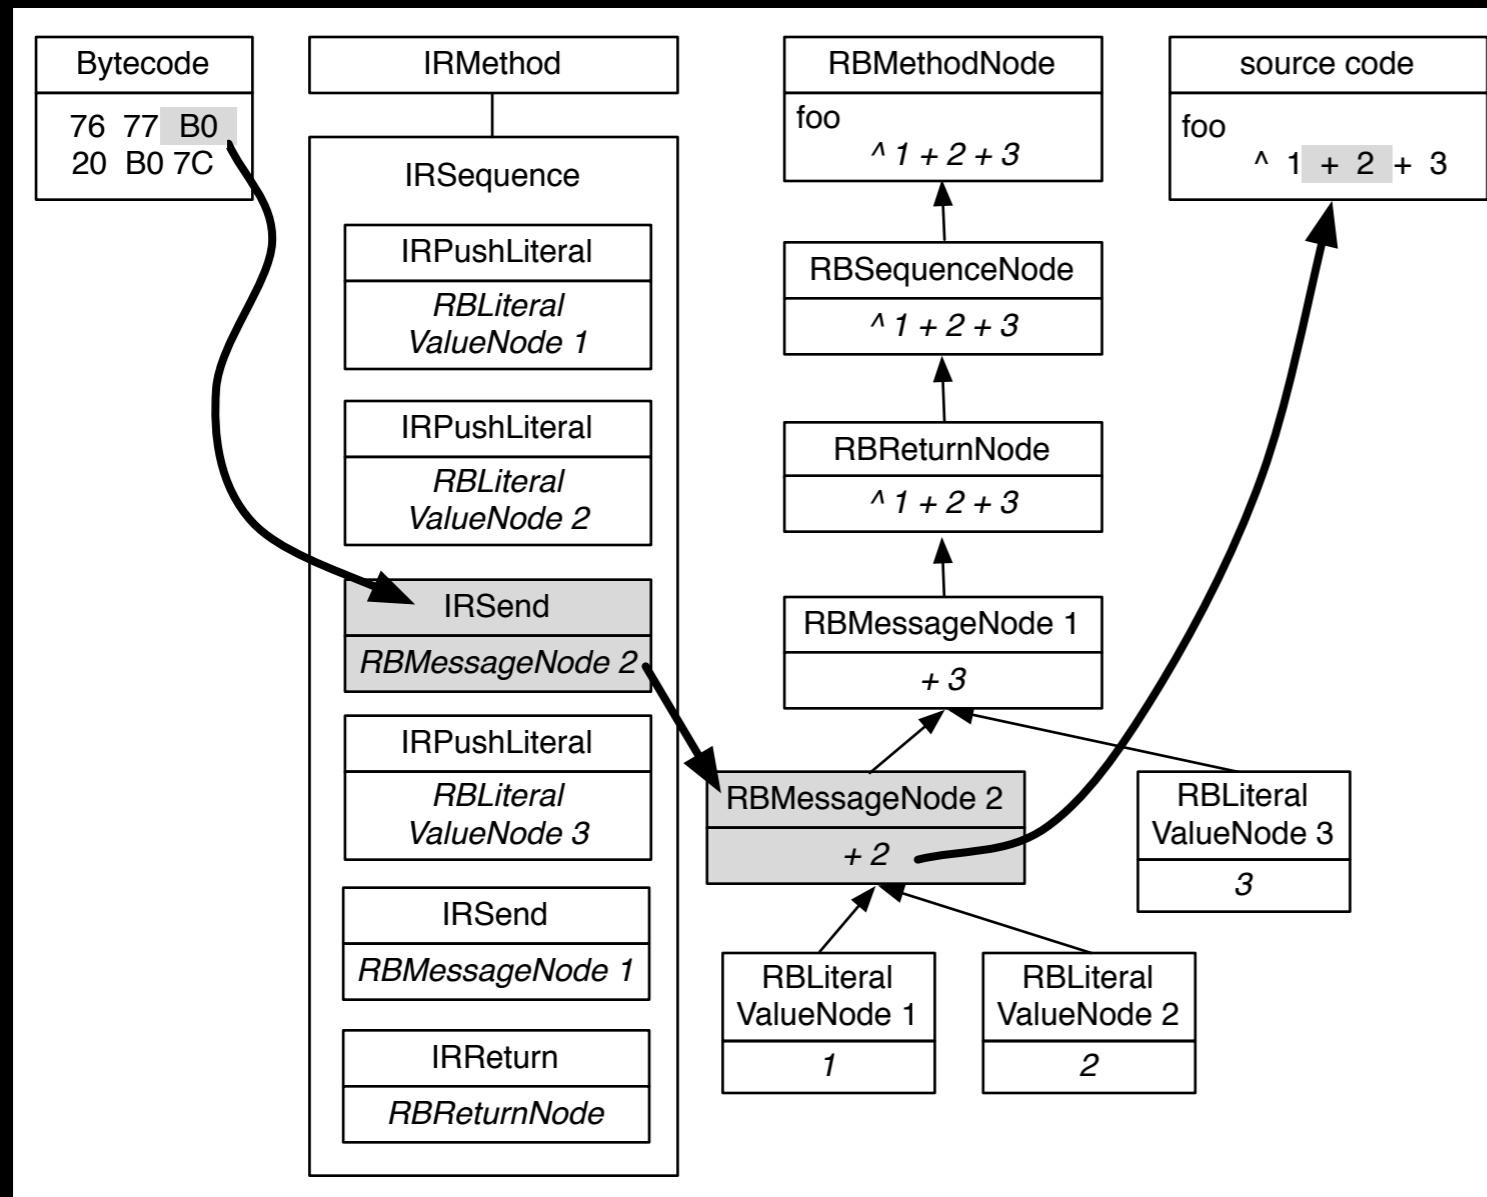 Bytecode
76 77 B0
20 B0 7C
IRMethod
IRSequence
IRPushLiteral
RBLiteral
ValueNode 1
IRPushLiteral
RBLiteral
ValueNode 2
IRSend
RBMessageNode 2
IRPushLiteral
RBLiteral
ValueNode 3
IRSend
RBMessageNode 1
IRReturn
RBReturnNode
RBMethodNode
foo
^ 1 + 2 + 3
RBSequenceNode
^ 1 + 2 + 3
RBReturnNode
^ 1 + 2 + 3
RBMessageNode 1
+ 3
RBMessageNode 2
+ 2
RBLiteral
ValueNode 1
1
RBLiteral
ValueNode 2
2
RBLiteral
ValueNode 3
3
source code
foo
^ 1 + 2 + 3